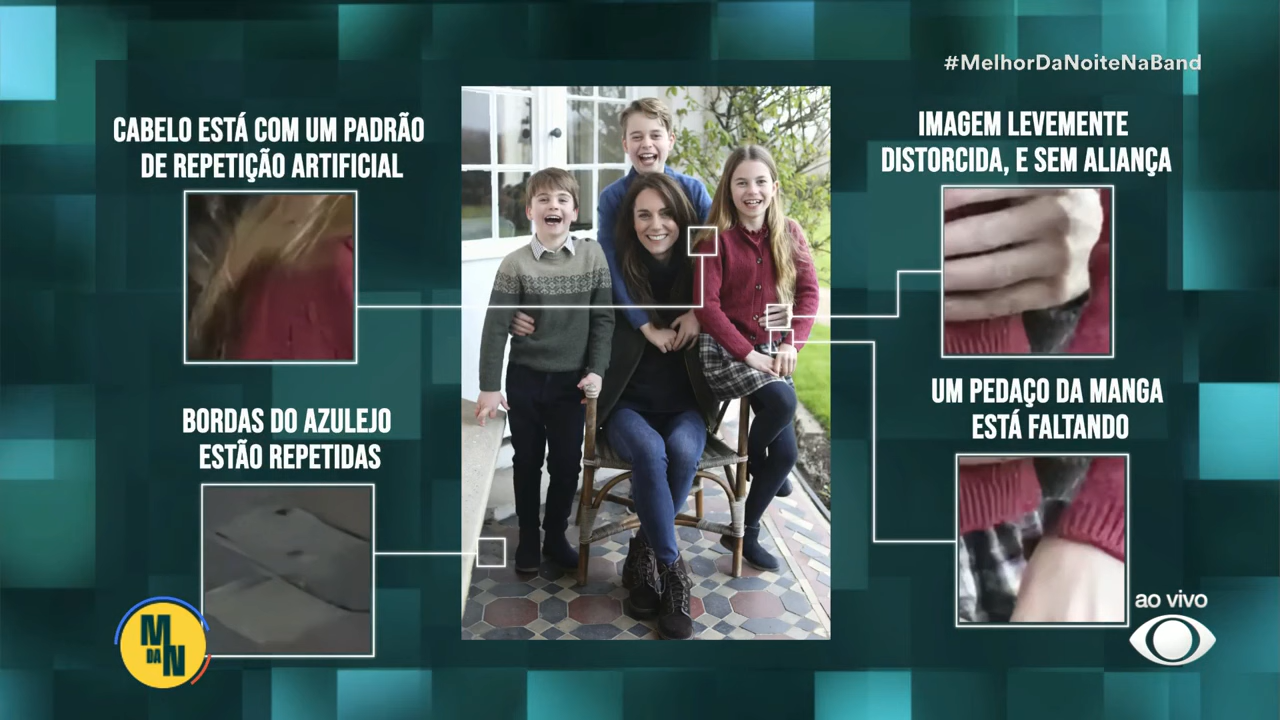 #MelhorDaNoiteNaBand
CABELO ESTÁ COM UM PADRÃO
DE REPETIÇÃO ARTIFICIAL
IMAGEM LEVEMENTE
DISTORCIDA, E SEM ALIANÇA
BORDAS DO AZULEJO
ESTÃO REPETIDAS
UM PEDAÇO DA MANGA
ESTÁ FALTANDO
M
DA
N
ao vivo